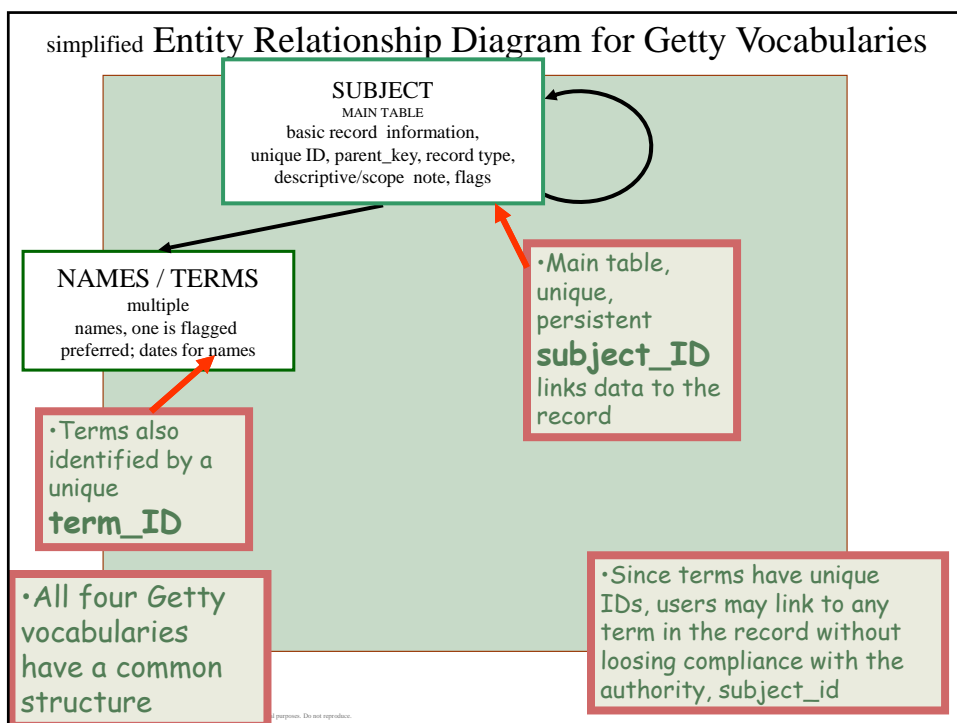 simplified Entity Relationship Diagram for Getty Vocabularies
SUBJECT
MAIN TABLE
basic record information,
unique ID, parent_key, record type,
descriptive/scope note, flags
NAMES / TERMS
multiple
names, one is flagged
preferred; dates for names
•Main table,
unique,
persistent
subject_ID
links data to the
record
•Terms also
identified by a
unique
term_ID
•All four Getty
vocabularies
have a common
structure
•Since terms have unique
IDs, users may link to any
term in the record without
loosing compliance with the
authority, subject_id
purposes. Do not reproduce.